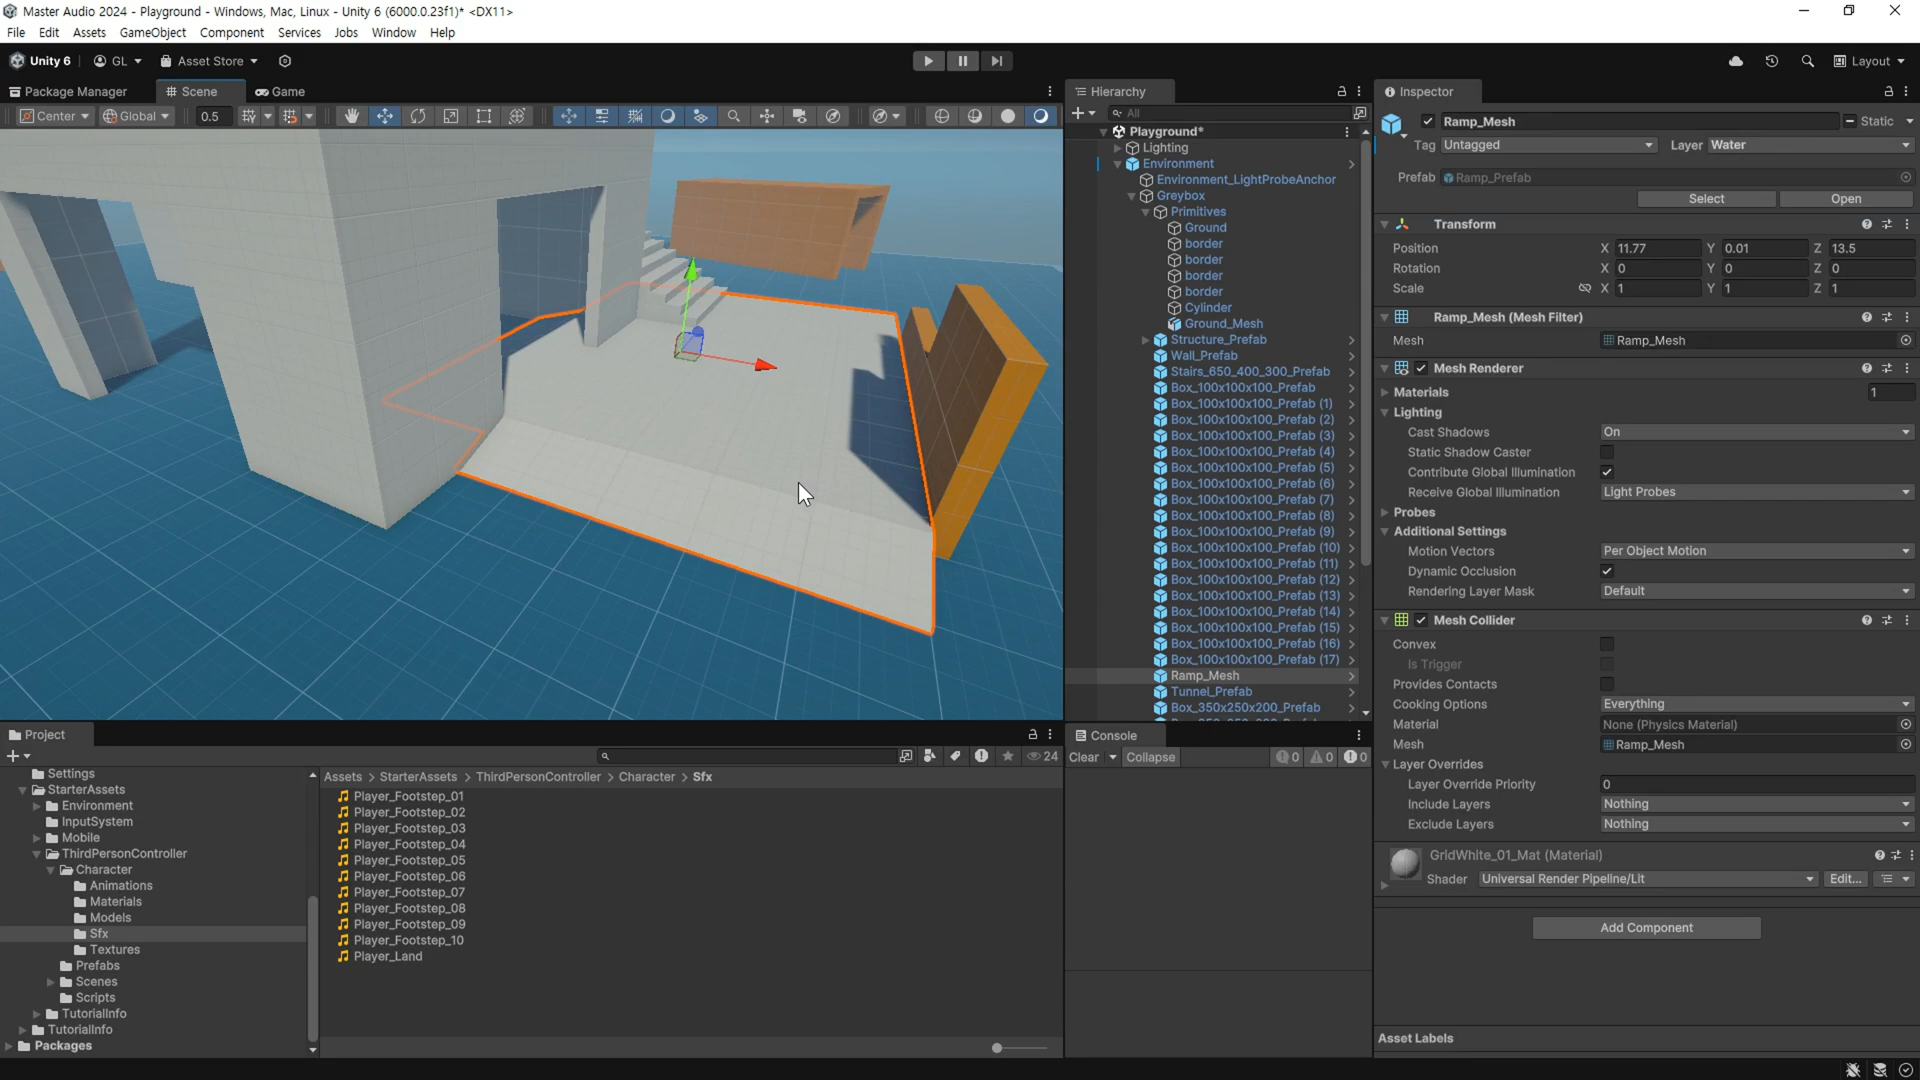 Master Audio 2024 - Playground - Windows, Mac, Linux - Unity 6 (6000.0.23f1)* <DX11>
File Edit Assets GameObject Component Services Jobs Window Help
Unity 6 GL Asset Store Layout
Package Manager Scene Game
Center Global 0.5
Hierarchy
All
Playground*
Lighting
Environment
Environment_LightProbeAnchor
Greybox
Primitives
Ground
border
border
border
border
Cylinder
Ground_Mesh
Structure_Prefab
Wall_Prefab
Stairs_650_400_300_Prefab
Box_100x100x100_Prefab
Box_100x100x100_Prefab (1)
Box_100x100x100_Prefab (2)
Box_100x100x100_Prefab (3)
Box_100x100x100_Prefab (4)
Box_100x100x100_Prefab (5)
Box_100x100x100_Prefab (6)
Box_100x100x100_Prefab (7)
Box_100x100x100_Prefab (8)
Box_100x100x100_Prefab (9)
Box_100x100x100_Prefab (10)
Box_100x100x100_Prefab (11)
Box_100x100x100_Prefab (12)
Box_100x100x100_Prefab (13)
Box_100x100x100_Prefab (14)
Box_100x100x100_Prefab (15)
Box_100x100x100_Prefab (16)
Box_100x100x100_Prefab (17)
Ramp_Mesh
Tunnel_Prefab
Box_350x250x200_Prefab
Inspector
Ramp_Mesh Static
Tag Untagged Layer Water
Prefab Ramp_Prefab
Select Open
Transform
Position X 11.77 Y 0.01 Z 13.5
Rotation X 0 Y 0 Z 0
Scale X 1 Y 1 Z 1
Ramp_Mesh (Mesh Filter)
Mesh Ramp_Mesh
Mesh Renderer
Materials 1
Lighting
Cast Shadows On
Static Shadow Caster
Contribute Global Illumination
Receive Global Illumination Light Probes
Probes
Additional Settings
Motion Vectors Per Object Motion
Dynamic Occlusion
Rendering Layer Mask Default
Mesh Collider
Convex
Is Trigger
Provides Contacts
Cooking Options Everything
Material None (Physics Material)
Mesh Ramp_Mesh
Layer Overrides
Layer Override Priority 0
Include Layers Nothing
Exclude Layers Nothing
GridWhite_01_Mat (Material)
Shader Universal Render Pipeline/Lit Edit...
Add Component
Asset Labels
Project
24
Settings
StarterAssets
Environment
InputSystem
Mobile
ThirdPersonController
Character
Animations
Materials
Models
Sfx
Textures
Prefabs
Scenes
Scripts
TutorialInfo
TutorialInfo
Packages
Assets > StarterAssets > ThirdPersonController > Character > Sfx
Player_Footstep_01
Player_Footstep_02
Player_Footstep_03
Player_Footstep_04
Player_Footstep_05
Player_Footstep_06
Player_Footstep_07
Player_Footstep_08
Player_Footstep_09
Player_Footstep_10
Player_Land
Console
Clear Collapse 0 0 0